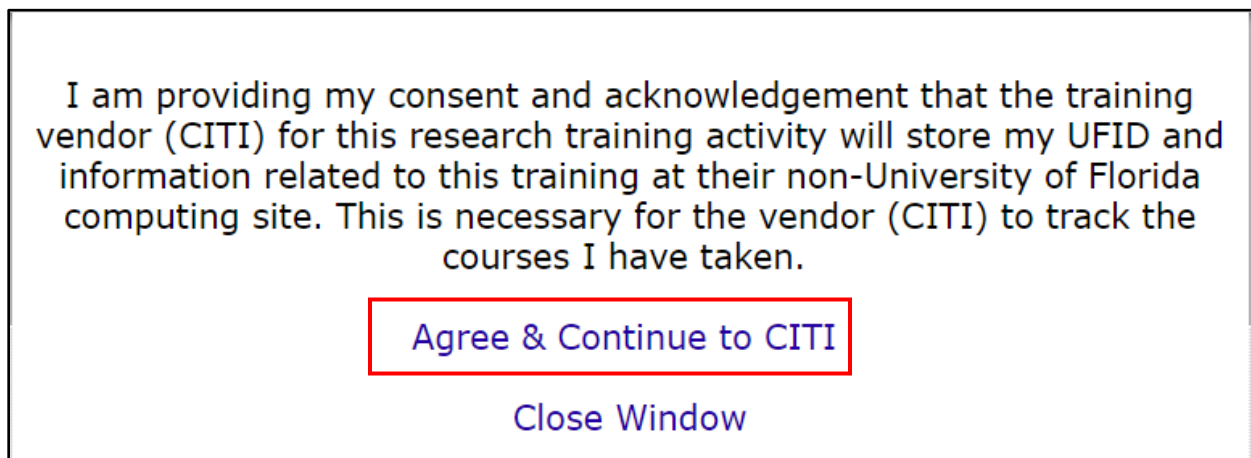 I am providing my consent and acknowledgement that the training
vendor (CITI) for this research training activity will store my UFID and
information related to this training at their non-University of Florida
computing site. This is necessary for the vendor (CITI) to track the
courses I have taken.
Agree & Continue to CITI
Close Window